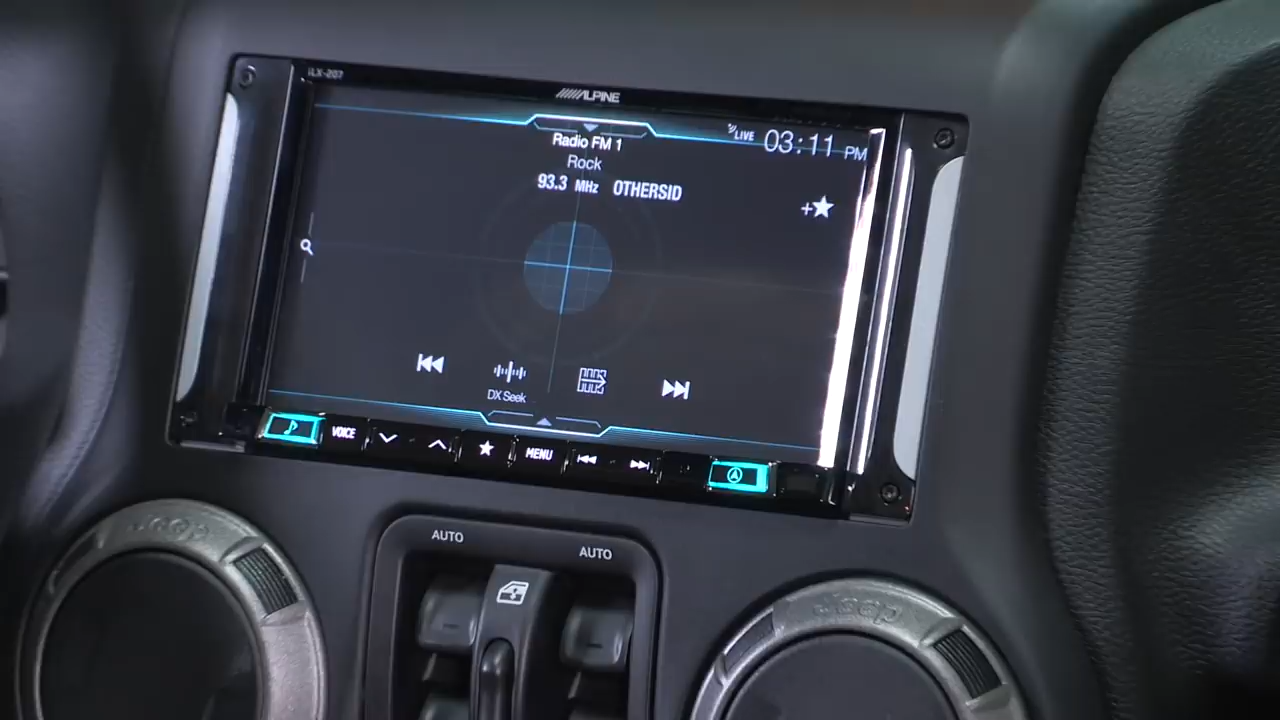 iLX-207
ALPINE
LIVE 03:11 PM
Radio FM 1
Rock
93.3 MHz OTHERSID
+
DX Seek
VOICE
MENU
AUTO AUTO
Jeep Jeep